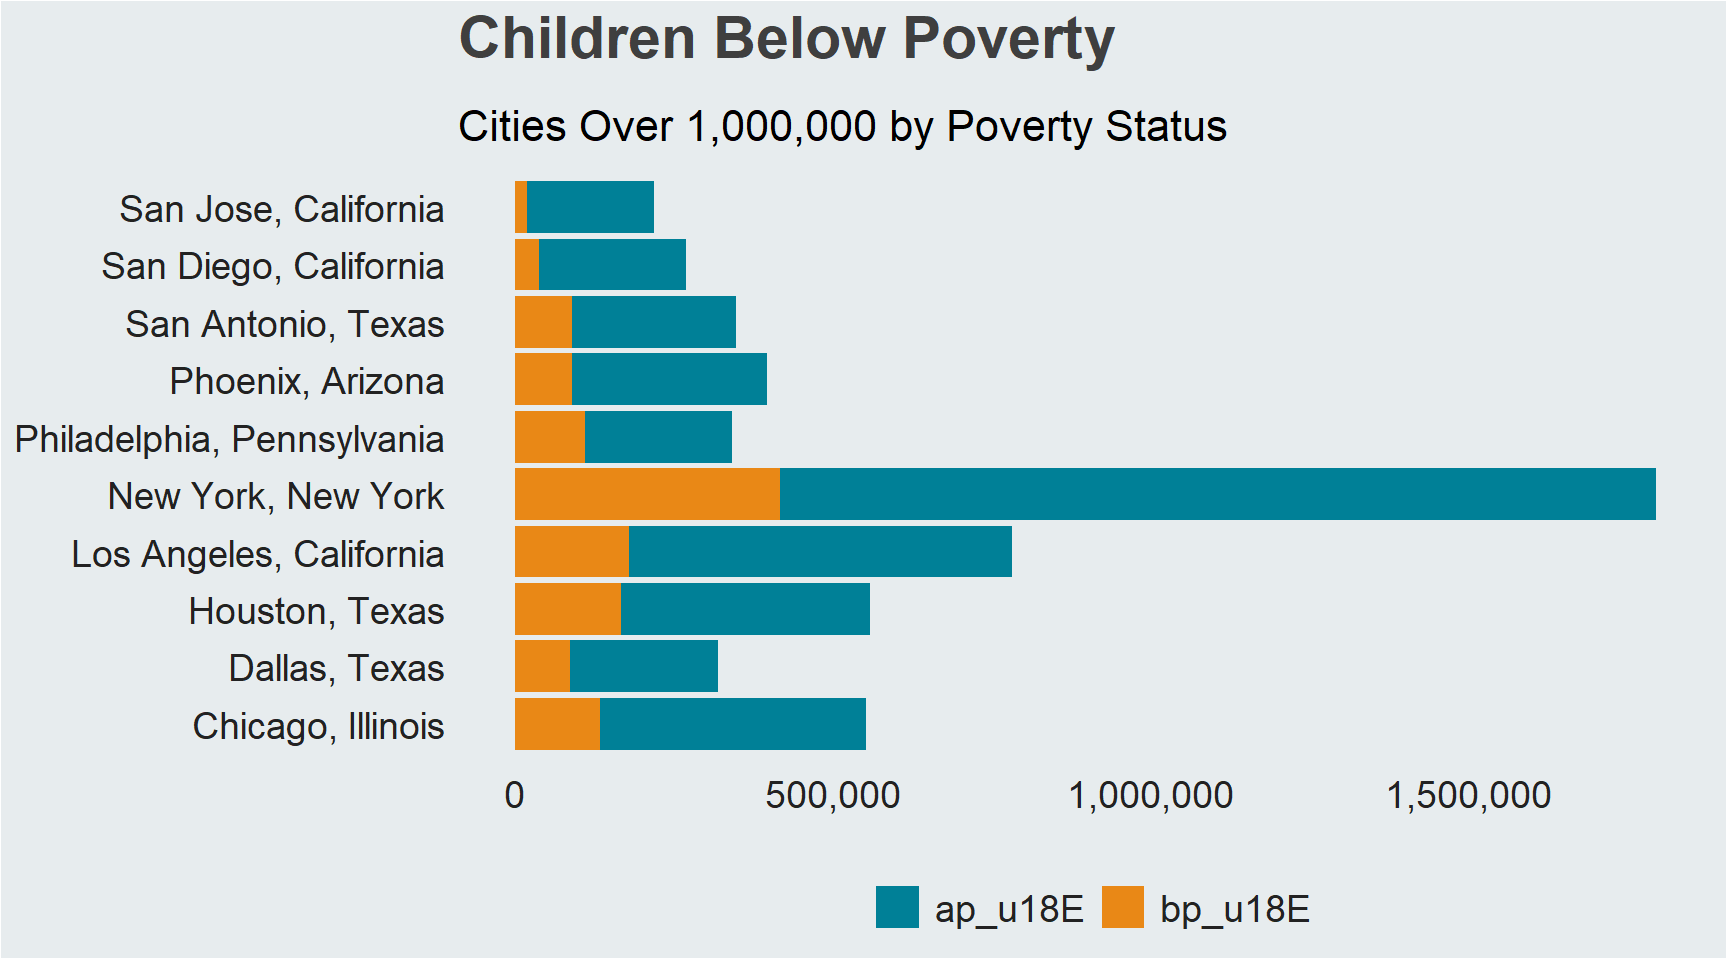 Children Below Poverty
Cities Over 1,000,000 by Poverty Status
San Jose, California
San Diego, California
San Antonio, Texas
Phoenix, Arizona
Philadelphia, Pennsylvania
New York, New York
Los Angeles, California
Houston, Texas
Dallas, Texas
Chicago, Illinois
0 500,000 1,000,000 1,500,000
ap_u18E bp_u18E